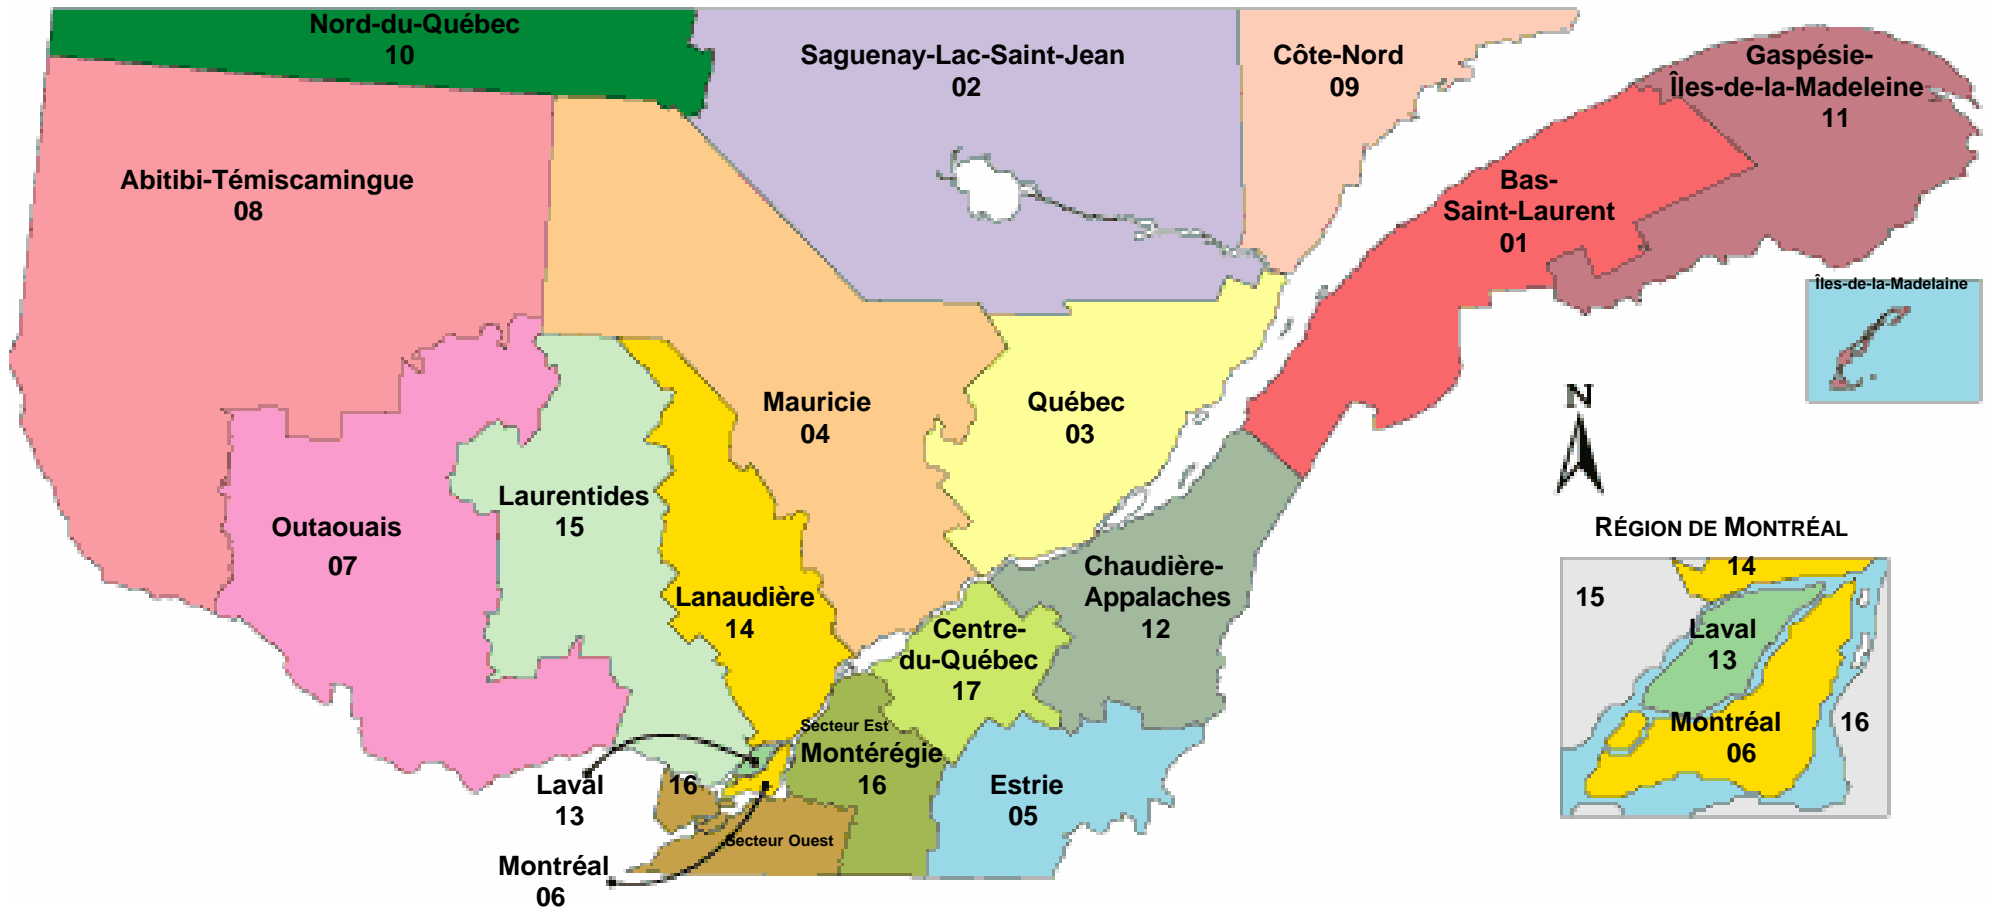 Nord-du-Québec
10
Saguenay-Lac-Saint-Jean
02
Côte-Nord
09
Gaspésie-
Îles-de-la-Madeleine
11
Abitibi-Témiscamingue
08
Bas-
Saint-Laurent
01
Îles-de-la-Madelaine
Mauricie
04
Québec
03
N
Laurentides
15
Outaouais
07
Lanaudière
14
Chaudière-
Appalaches
12
Centre-
du-Québec
17
Secteur Est
Montérégie
16
Estrie
05
Laval
13
16
Secteur Ouest
Montréal
06
RÉGION DE MONTRÉAL
14
15
Laval
13
Montréal
06
16